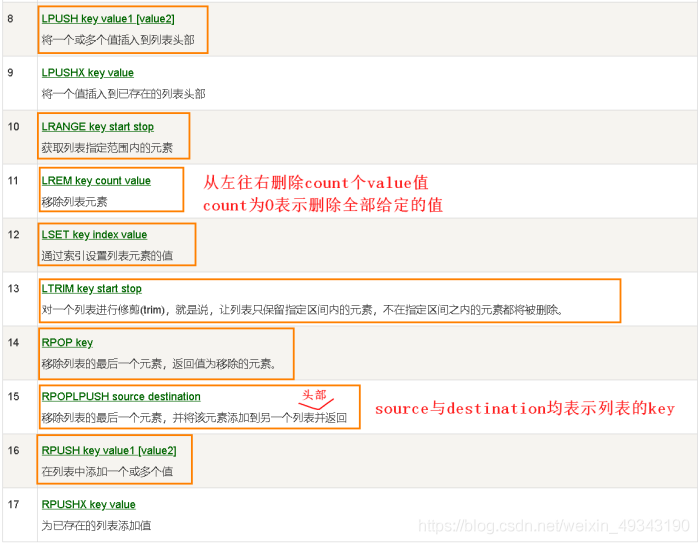 8
LPUSH key value1 [value2]
将一个或多个值插入到列表头部
9
LPUSHX key value
将一个值插入到已存在的列表头部
10
LRANGE key start stop
获取列表指定范围内的元素
11
LREM key count value
移除列表元素
从左往右删除count个value值
count为0表示删除全部给定的值
12
LSET key index value
通过索引设置列表元素的值
13
LTRIM key start stop
对一个列表进行修剪(trim)，就是说，让列表只保留指定区间内的元素，不在指定区间之内的元素都将被删除。
14
RPOP key
移除列表的最后一个元素，返回值为移除的元素。
15
RPOPLPUSH source destination
头部
移除列表的最后一个元素，并将该元素添加到另一个列表并返回
source与destination均表示列表的key
16
RPUSH key value1 [value2]
在列表中添加一个或多个值
17
RPUSHX key value
为已存在的列表添加值
https://blog.csdn.net/weixin_49343190